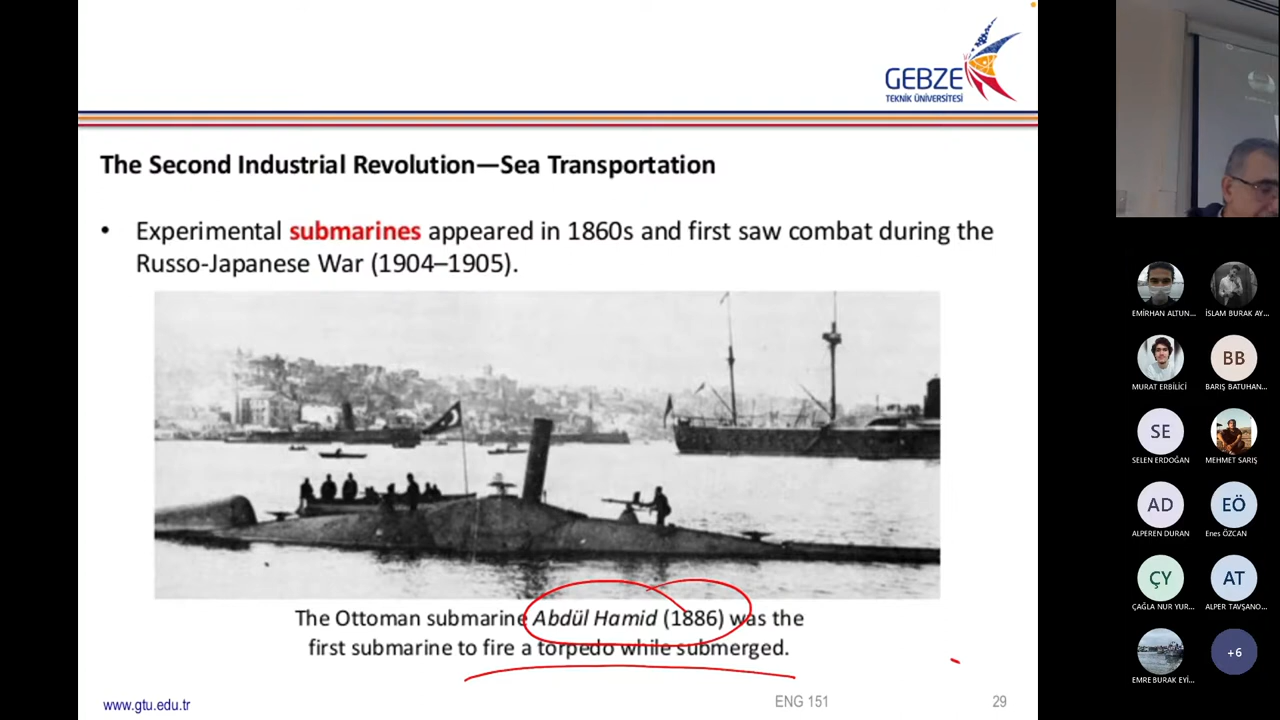 GEBZE
TEKNİK ÜNİVERSİTESİ
The Second Industrial Revolution—Sea Transportation
• Experimental submarines appeared in 1860s and first saw combat during the
Russo-Japanese War (1904–1905).
The Ottoman submarine Abdül Hamid (1886) was the
first submarine to fire a torpedo while submerged.
www.gtu.edu.tr
ENG 151
29
EMİRHAN ALTUN...
İSLAM BURAK AY...
MURAT ERBİLİCİ
BB
BARIŞ BATUHAN...
SE
SELEN ERDOĞAN
MEHMET SARIŞ
AD
ALPEREN DURAN
EÖ
Enes ÖZCAN
ÇY
ÇAĞLA NUR YUR...
AT
ALPER TAVŞANO...
EMRE BURAK EYİ...
+6